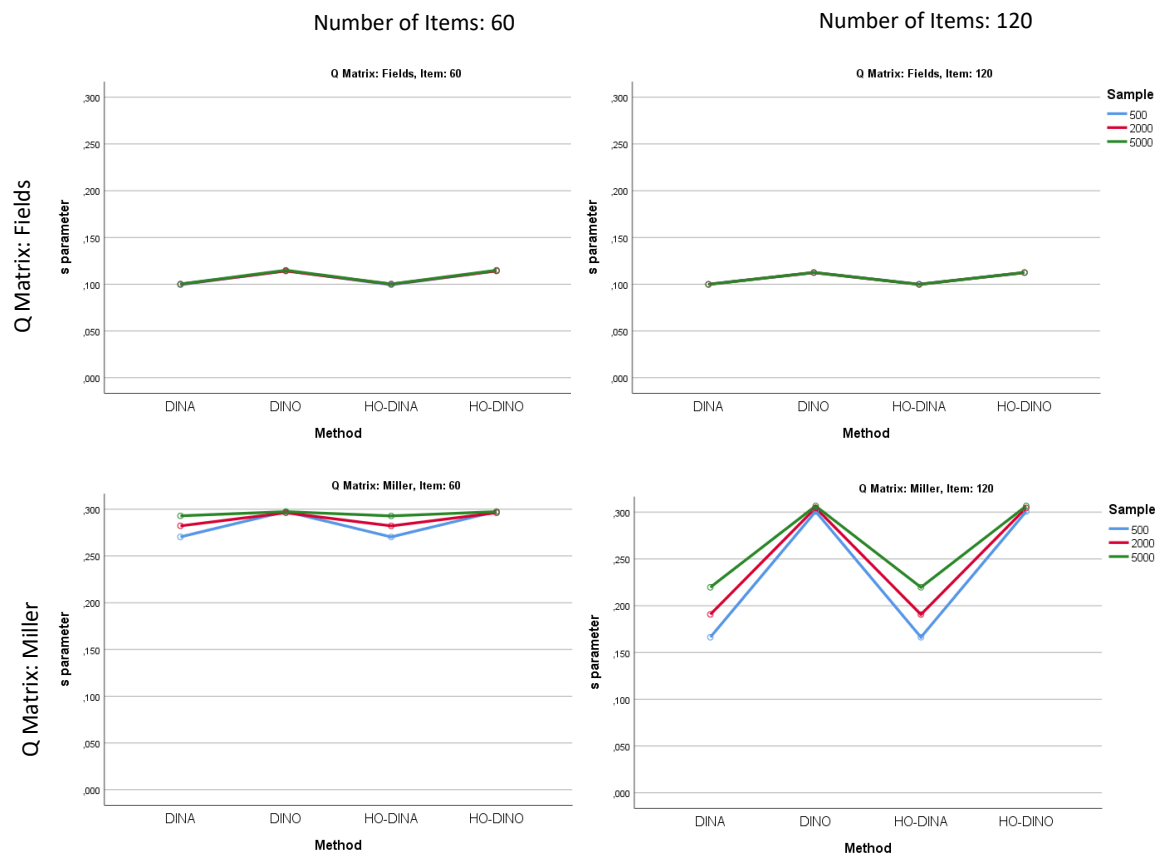 Number of Items: 60
Number of Items: 120
Q Matrix: Fields
Q Matrix: Fields, Item: 60
s parameter
,300
,250
,200
,150
,100
,050
,000
DINA DINO HO-DINA HO-DINO
Method
Q Matrix: Fields, Item: 120
s parameter
,300
,250
,200
,150
,100
,050
,000
DINA DINO HO-DINA HO-DINO
Method
Sample
500
2000
5000
Q Matrix: Miller
Q Matrix: Miller, Item: 60
s parameter
,300
,250
,200
,150
,100
,050
,000
DINA DINO HO-DINA HO-DINO
Method
Q Matrix: Miller, Item: 120
s parameter
,300
,250
,200
,150
,100
,050
,000
DINA DINO HO-DINA HO-DINO
Method
Sample
500
2000
5000